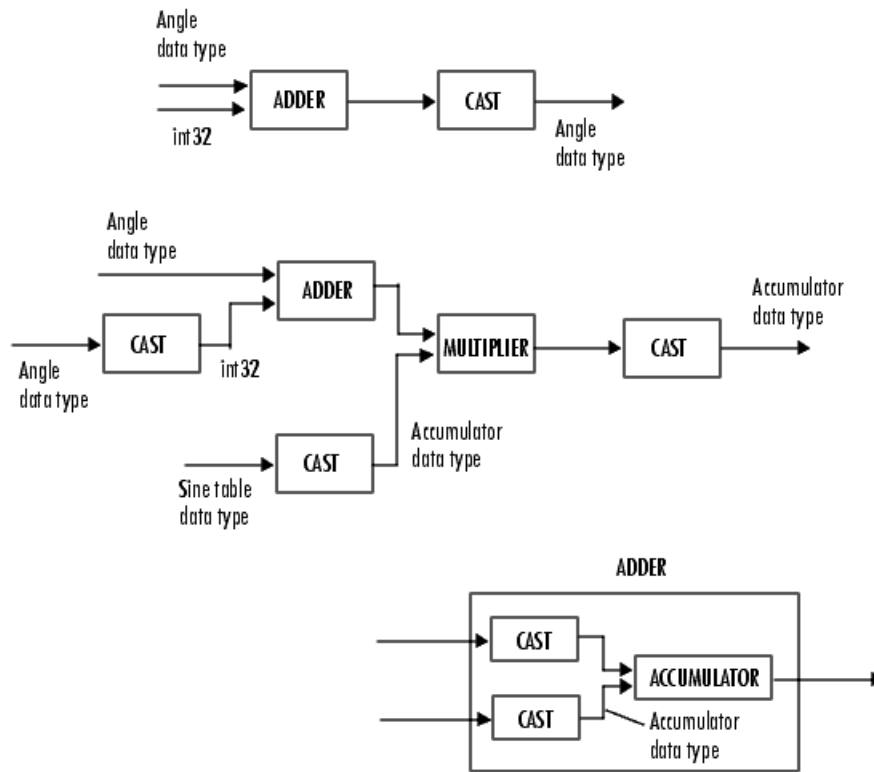 Angle
data type
ADDER
CAST
int32
Angle
data type
Angle
data type
ADDER
Accumulator
data type
CAST
MULTIPLIER
CAST
Angle
data type
int32
Accumulator
data type
CAST
Sine table
data type
ADDER
CAST
ACCUMULATOR
CAST
Accumulator
data type